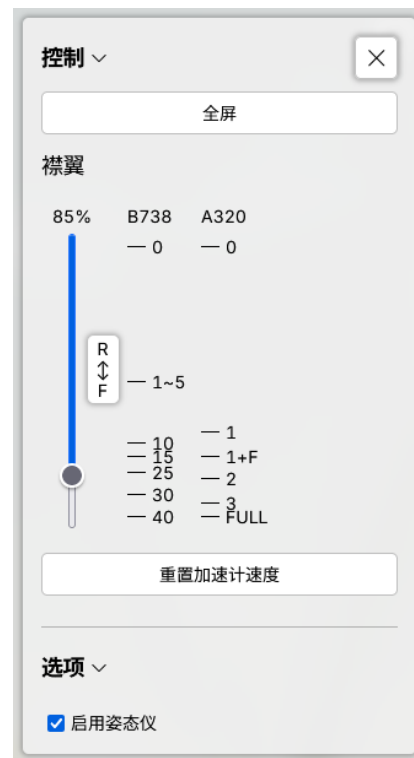 控制
全屏
襟翼
85% B738 A320
0 0
R
F
1~5
10 1
15 1+F
25 2
30 3
40 FULL
重置加速计速度
选项
启用姿态仪